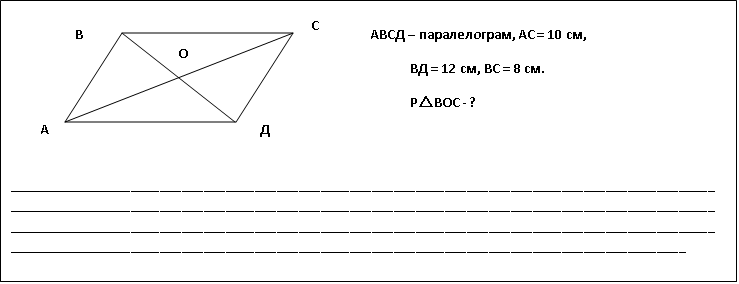 В
С
О
А
Д
АВСД – паралелограм, АС = 10 см,
ВД = 12 см, ВС = 8 см.
Р△ВОС - ?